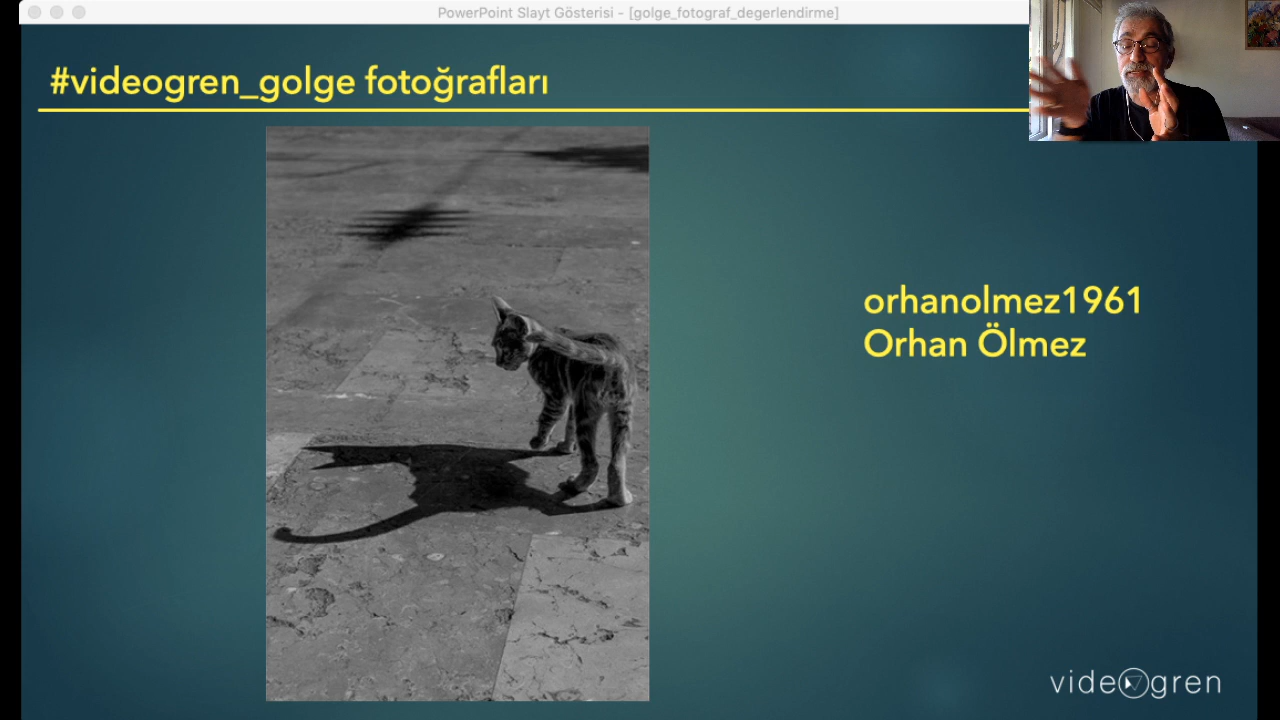 PowerPoint Slayt Gösterisi - [golge_fotograf_degerlendirme]
#videogren_golge fotoğrafları
orhanolmez1961
Orhan Ölmez
videogren